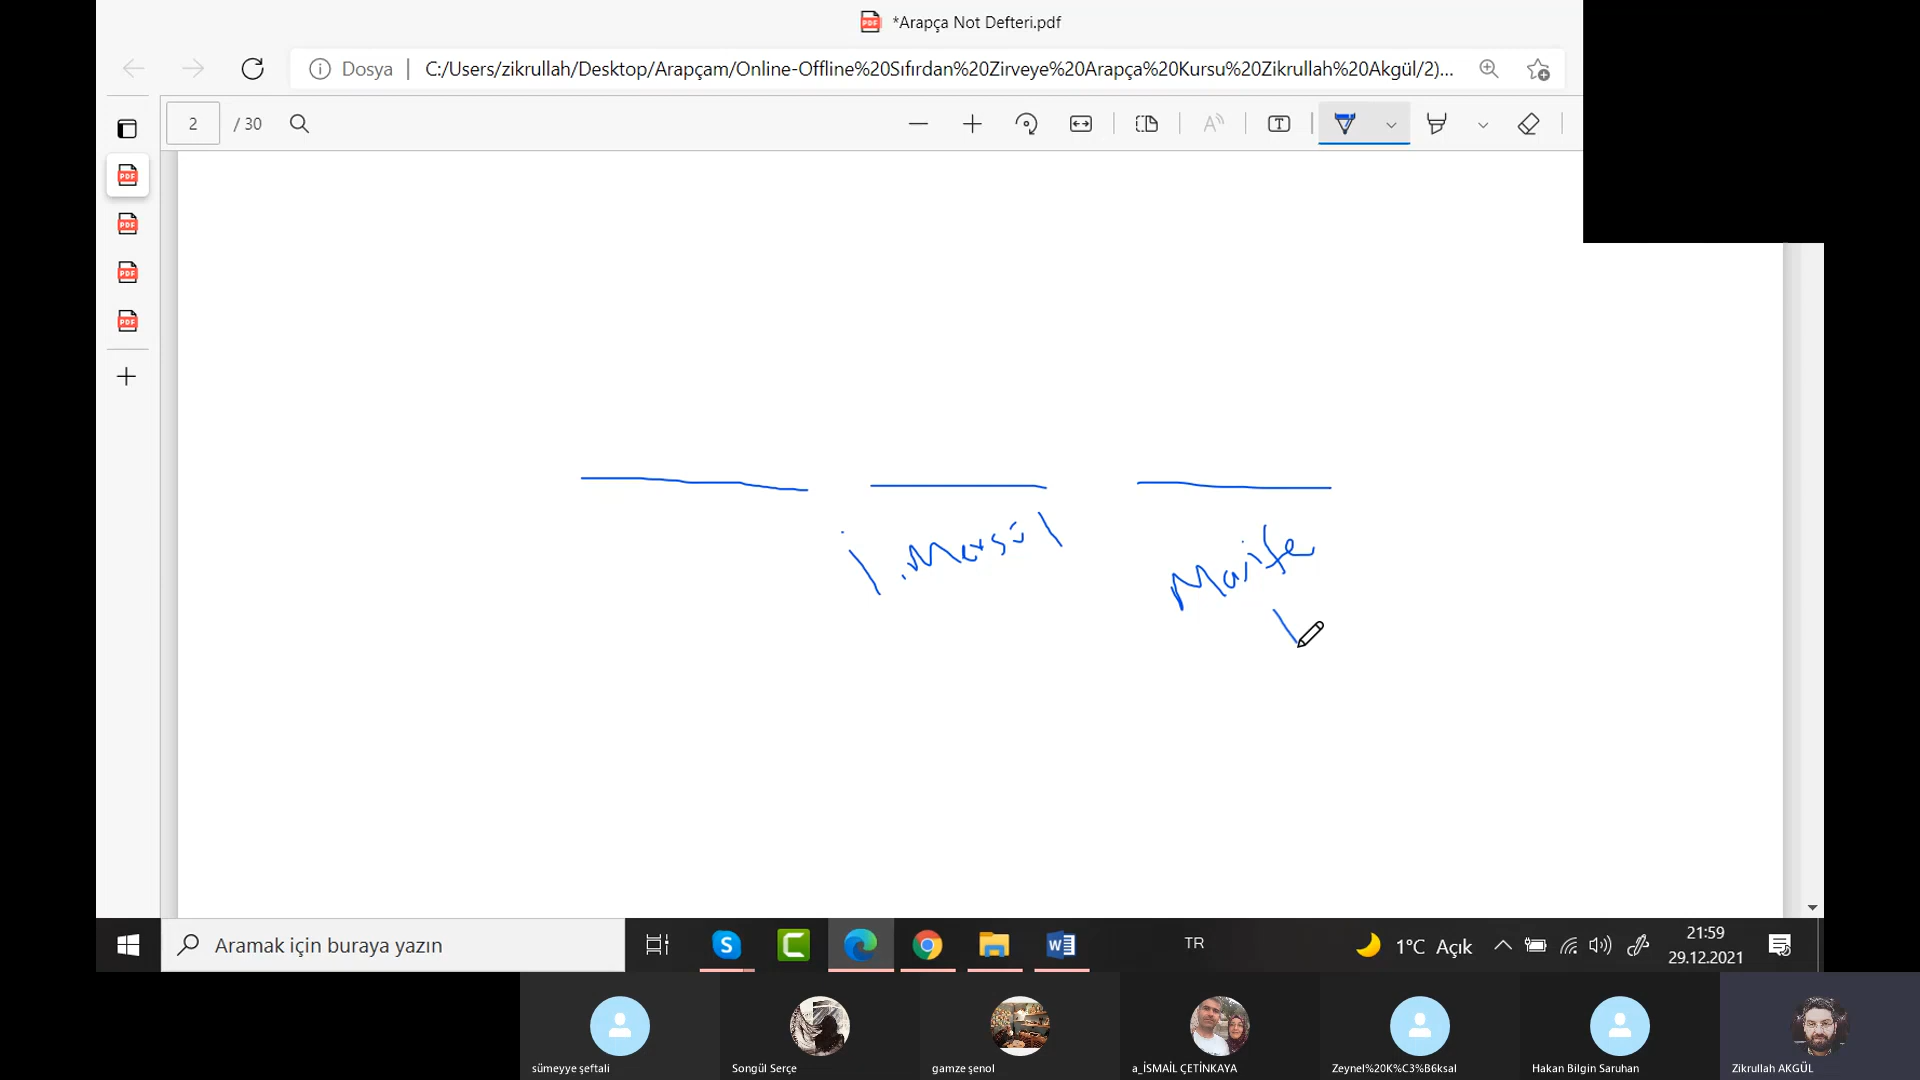 *Arapça Not Defteri.pdf
Dosya | C:/Users/zikrullah/Desktop/Arapçam/Online-Offline%20Sıfırdan%20Zirveye%20Arapça%20Kursu%20Zikrullah%20Akgül/2)...
2 / 30
İ. Mevsûl
Marife
Aramak için buraya yazın
TR
1°C Açık
21:59
29.12.2021
sümeyye şeftali
Songül Serçe
gamze şenol
a_İSMAİL ÇETİNKAYA
Zeynel%20K%C3%B6ksal
Hakan Bilgin Saruhan
Zikrullah AKGÜL